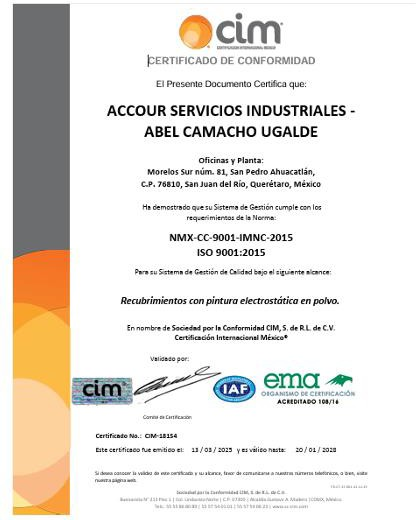 cim
CERTIFICACIÓN INTERNACIONAL MÉXICO
CERTIFICADO DE CONFORMIDAD
El Presente Documento Certifica que:
ACCOUR SERVICIOS INDUSTRIALES -
ABEL CAMACHO UGALDE
Oficinas y Planta:
Morelos Sur núm. 81, San Pedro Ahuacatlán,
C.P. 76810, San Juan del Río, Querétaro, México
Ha demostrado que su Sistema de Gestión cumple con los
requerimientos de la Norma:
NMX-CC-9001-IMNC-2015
ISO 9001:2015
Para su Sistema de Gestión de Calidad bajo el siguiente alcance:
Recubrimientos con pintura electrostática en polvo.
En nombre de Sociedad por la Conformidad CIM, S. de R.L. de C.V.
Certificación Internacional México®
Validado por:
cim
IAF
ema
ORGANISMO DE CERTIFICACIÓN
ACREDITADO 108/16
Comité de Certificación
Certificado No.: CIM-18154
Este certificado fue emitido el: 13 / 03 / 2025 y es válido hasta: 20 / 01 / 2028
Si desea conocer la validez de este certificado y su alcance, favor de comunicarse a nuestros números telefónicos, o bien, visite
nuestra página web.
Sociedad por la Conformidad CIM, S. de R.L. de C.V.